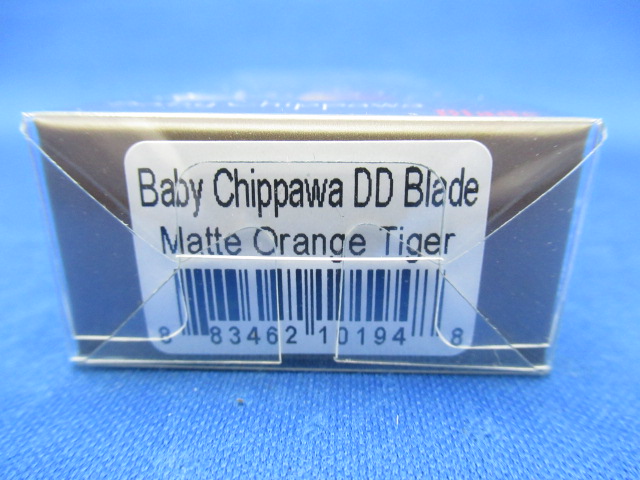 Baby Chippawa DD Blade
Matte Orange Tiger
8 83462 10194 8